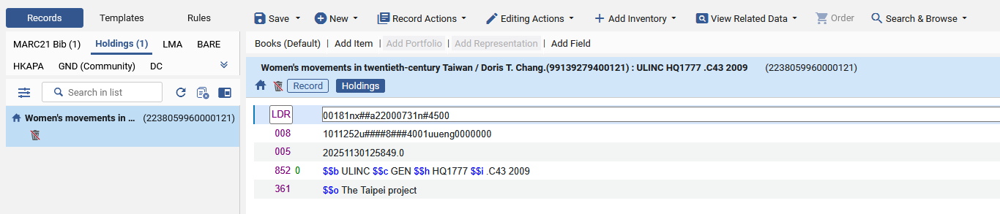 Records Templates Rules Save New Record Actions Editing Actions Add Inventory View Related Data Order Search & Browse
MARC21 Bib (1) Holdings (1) LMA BARE
HKAPA GND (Community) DC
Books (Default) | Add Item | Add Portfolio | Add Representation | Add Field
Search in list
Women's movements in ... (2238059960000121)
Women's movements in twentieth-century Taiwan / Doris T. Chang.(99139279400121) : ULINC HQ1777 .C43 2009 (2238059960000121)
Record Holdings
LDR 00181nx##a22000731n#4500
008 1011252u####8###4001uueng0000000
005 20251130125849.0
852 0 $$b ULINC $$c GEN $$h HQ1777 $$i .C43 2009
361 $$o The Taipei project